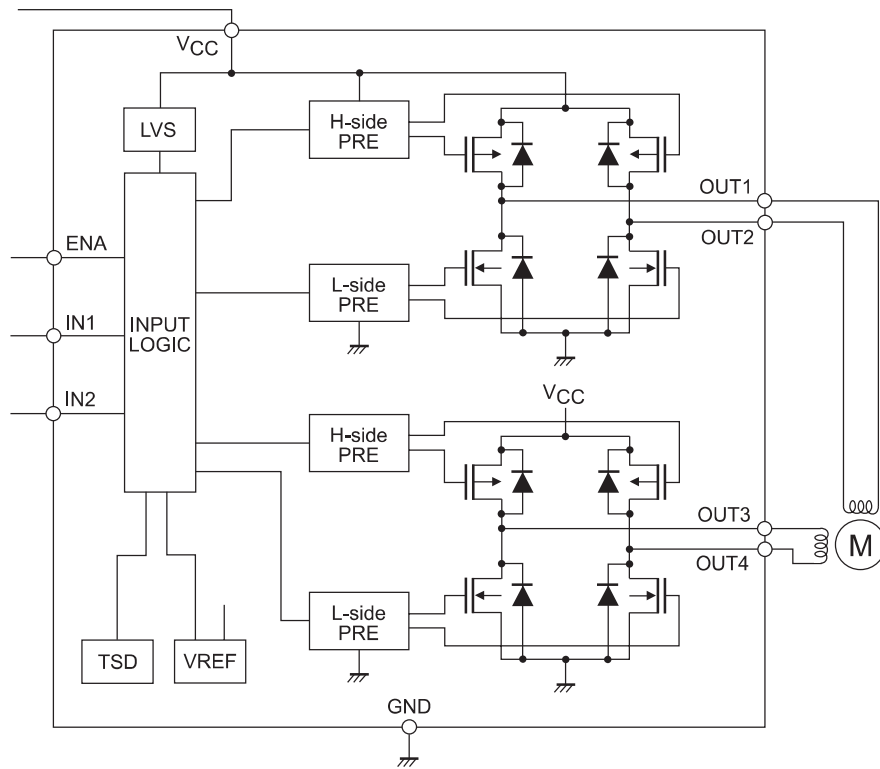 VCC
LVS
H-side
PRE
OUT1
OUT2
ENA
L-side
PRE
INPUT
LOGIC
IN1
IN2
VCC
H-side
PRE
OUT3
OUT4
M
L-side
PRE
TSD
VREF
GND